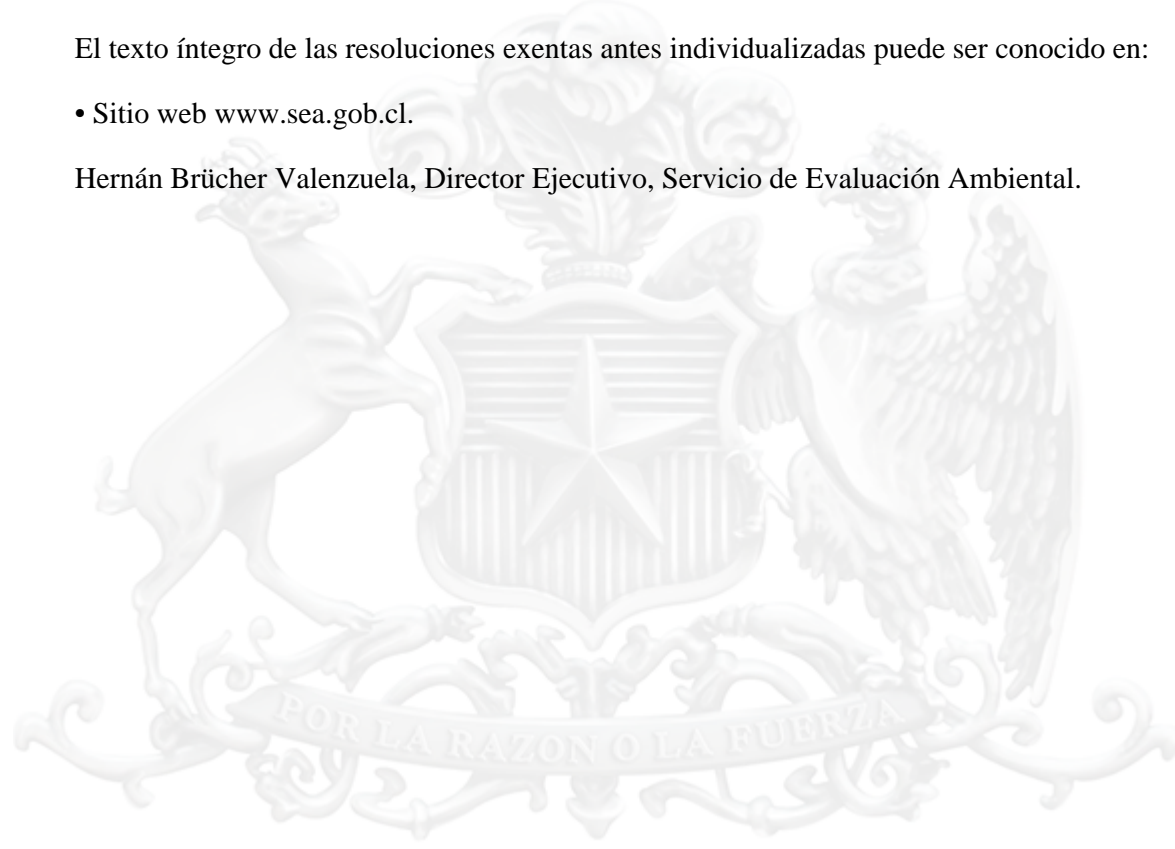 El texto íntegro de las resoluciones exentas antes individualizadas puede ser conocido en:
• Sitio web www.sea.gob.cl.
Hernán Brücher Valenzuela, Director Ejecutivo, Servicio de Evaluación Ambiental.
POR LA RAZON O LA FUERZA